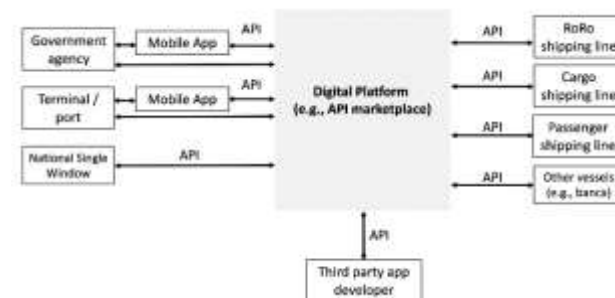 Government
agency
Mobile App
API
Terminal /
port
Mobile App
API
National Single
Window
API
Digital Platform
(e.g., API marketplace)
API
RoRo
shipping line
API
Cargo
shipping line
API
Passenger
shipping line
API
Other vessels
(e.g., banca)
API
Third party app
developer